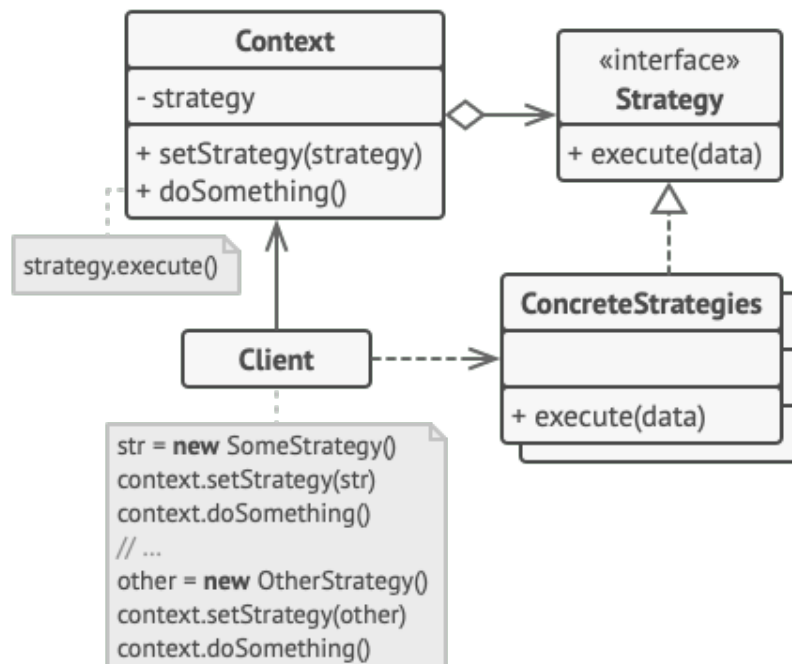 Context
- strategy
+ setStrategy(strategy)
+ doSomething()
«interface»
Strategy
+ execute(data)
strategy.execute()
ConcreteStrategies
+ execute(data)
Client
str = new SomeStrategy()
context.setStrategy(str)
context.doSomething()
// ...
other = new OtherStrategy()
context.setStrategy(other)
context.doSomething()